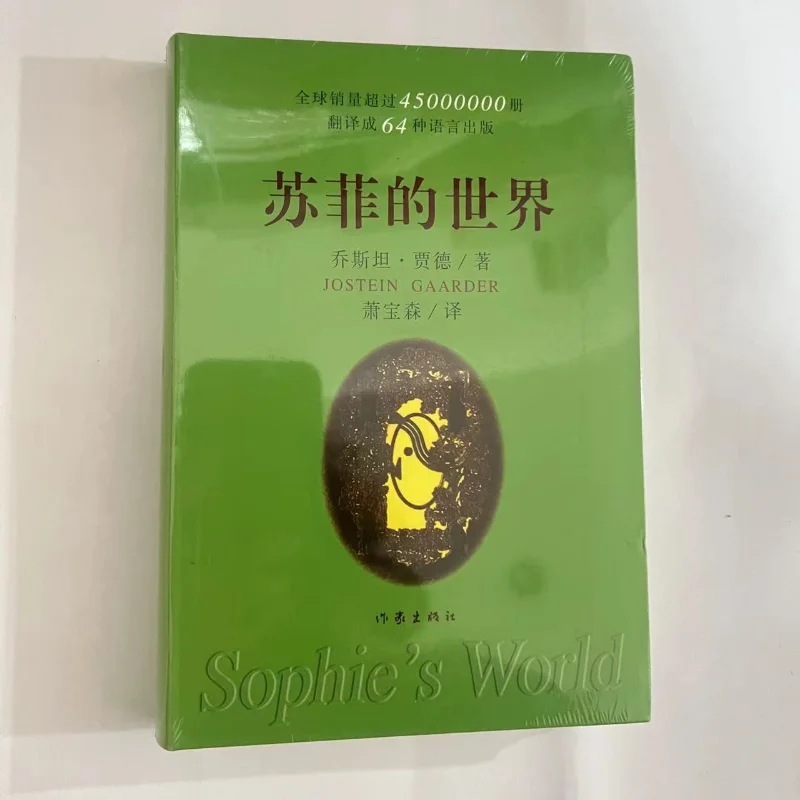 全球销量超过45000000册
翻译成64种语言出版
苏菲的世界
乔斯坦·贾德/著
JOSTEIN GAARDER
萧宝森/译
作家出版社
Sophie's World